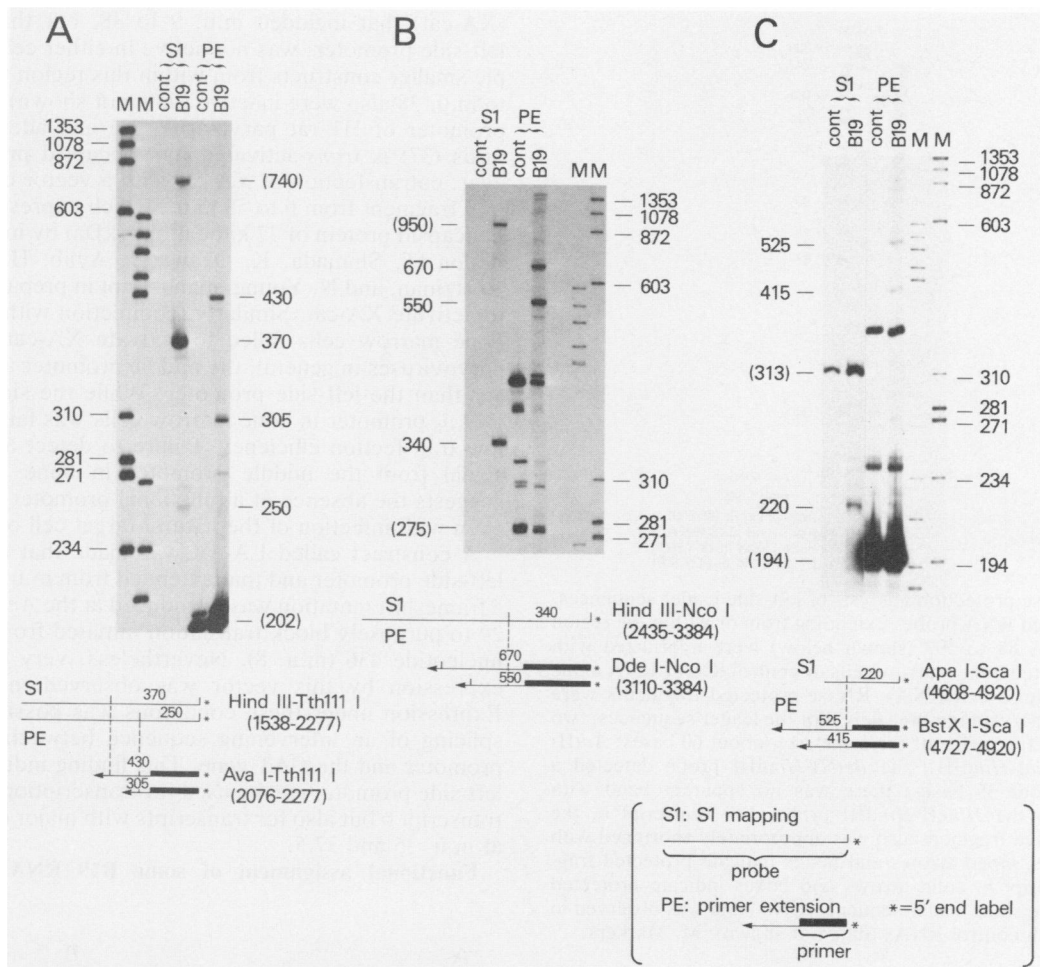 A
S1
PE
cont
B19
cont
B19
M
M
1353
1078
872
603
310
281
271
234
(740)
430
370
305
250
(202)
S1
370
250
Hind III-Tth111 I
(1538-2277)
PE
430
305
Ava I-Tth111 I
(2076-2277)
B
S1
PE
cont
B19
cont
B19
M
M
(950)
670
550
340
(275)
1353
1078
872
603
310
281
271
S1
340
Hind III-Nco I
(2435-3384)
PE
670
550
Dde I-Nco I
(3110-3384)
C
S1
PE
cont
B19
cont
B19
M
M
525
415
(313)
220
(194)
1353
1078
872
603
310
281
271
234
194
S1
220
Apa I-Sca I
(4608-4920)
PE
525
415
BstX I-Sca I
(4727-4920)
S1: S1 mapping
*
probe
PE: primer extension
*=5' end label
*
primer